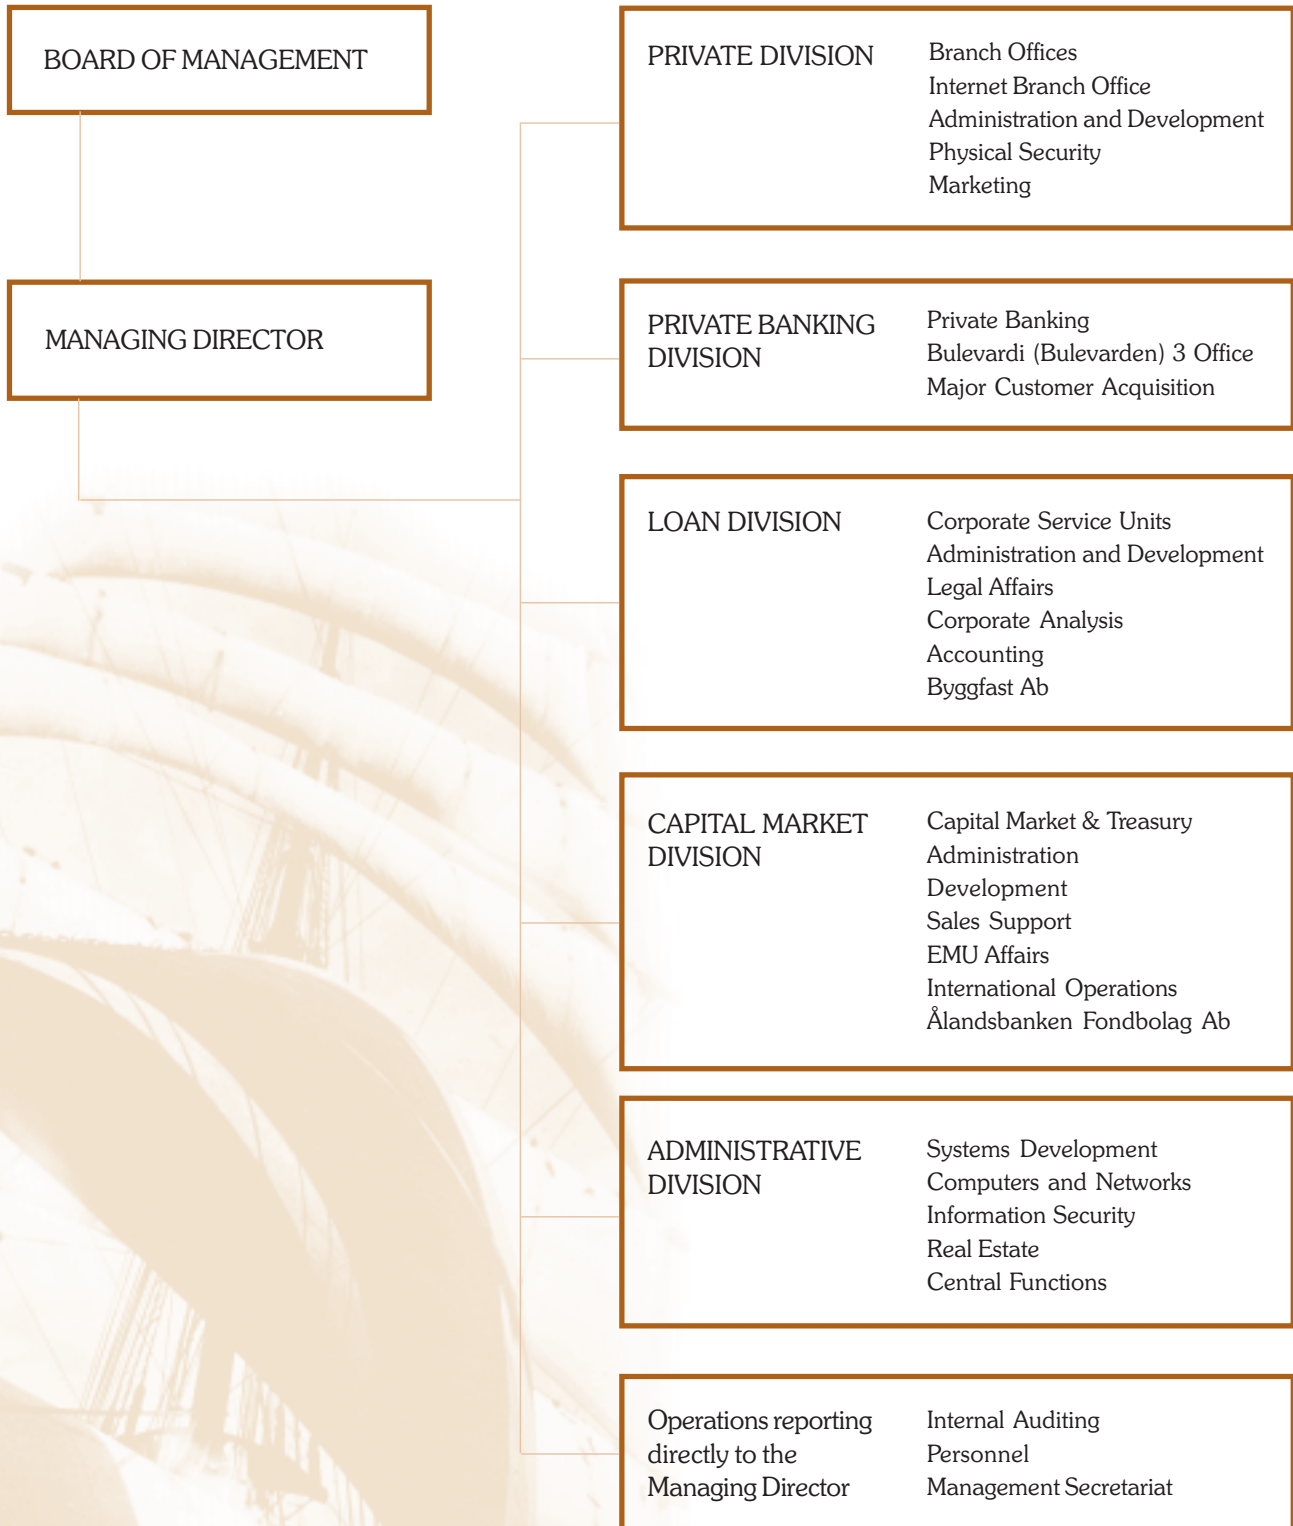 BOARD OF MANAGEMENT
MANAGING DIRECTOR
PRIVATE DIVISION
Branch Offices
Internet Branch Office
Administration and Development
Physical Security
Marketing
PRIVATE BANKING
DIVISION
Private Banking
Bulevardi (Bulevarden) 3 Office
Major Customer Acquisition
LOAN DIVISION
Corporate Service Units
Administration and Development
Legal Affairs
Corporate Analysis
Accounting
Byggfast Ab
CAPITAL MARKET
DIVISION
Capital Market & Treasury
Administration
Development
Sales Support
EMU Affairs
International Operations
Ålandsbanken Fondbolag Ab
ADMINISTRATIVE
DIVISION
Systems Development
Computers and Networks
Information Security
Real Estate
Central Functions
Operations reporting
directly to the
Managing Director
Internal Auditing
Personnel
Management Secretariat